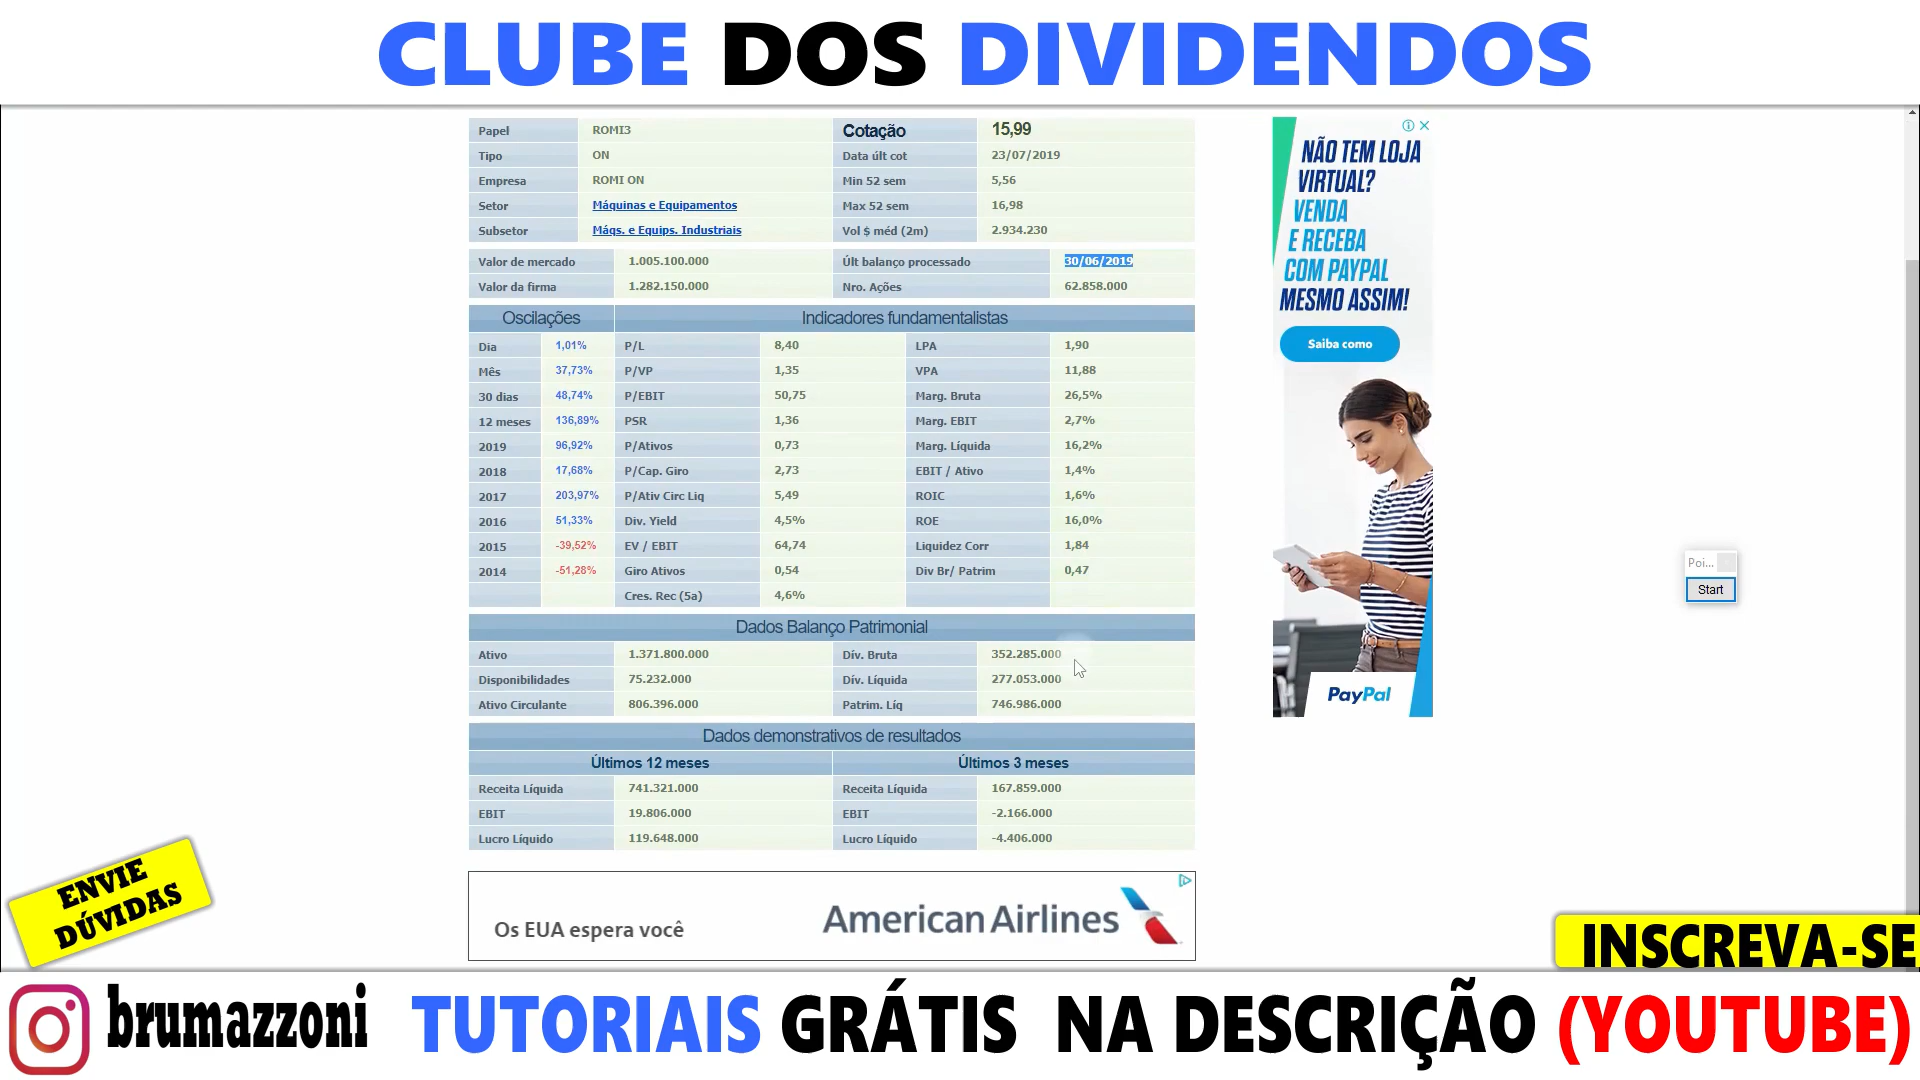 CLUBE DOS DIVIDENDOS
Papel ROMI3 Cotação 15,99
Tipo ON Data últ cot 23/07/2019
Empresa ROMI ON Min 52 sem 5,56
Setor Máquinas e Equipamentos Max 52 sem 16,98
Subsetor Máqs. e Equips. Industriais Vol $ méd (2m) 2.934.230
Valor de mercado 1.005.100.000 Últ balanço processado 30/06/2019
Valor da firma 1.282.150.000 Nro. Ações 62.858.000
Oscilações Indicadores fundamentalistas
Dia 1,01% P/L 8,40 LPA 1,90
Mês 37,73% P/VP 1,35 VPA 11,88
30 dias 48,74% P/EBIT 50,75 Marg. Bruta 26,5%
12 meses 136,89% PSR 1,36 Marg. EBIT 2,7%
2019 96,92% P/Ativos 0,73 Marg. Líquida 16,2%
2018 17,68% P/Cap. Giro 2,73 EBIT / Ativo 1,4%
2017 203,97% P/Ativ Circ Liq 5,49 ROIC 1,6%
2016 51,33% Div. Yield 4,5% ROE 16,0%
2015 -39,52% EV / EBIT 64,74 Liquidez Corr 1,84
2014 -51,28% Giro Ativos 0,54 Div Br/ Patrim 0,47
Cres. Rec (5a) 4,6%
Dados Balanço Patrimonial
Ativo 1.371.800.000 Dív. Bruta 352.285.000
Disponibilidades 75.232.000 Dív. Líquida 277.053.000
Ativo Circulante 806.396.000 Patrim. Líq 746.986.000
Dados demonstrativos de resultados
Últimos 12 meses Últimos 3 meses
Receita Líquida 741.321.000 Receita Líquida 167.859.000
EBIT 19.806.000 EBIT -2.166.000
Lucro Líquido 119.648.000 Lucro Líquido -4.406.000
NÃO TEM LOJA
VIRTUAL?
VENDA
E RECEBA
COM PAYPAL
MESMO ASSIM!
Saiba como
PayPal
Poi...
Start
Os EUA espera você
American Airlines
ENVIE
DÚVIDAS
INSCREVA-SE
brumazzoni
TUTORIAIS GRÁTIS NA DESCRIÇÃO (YOUTUBE)